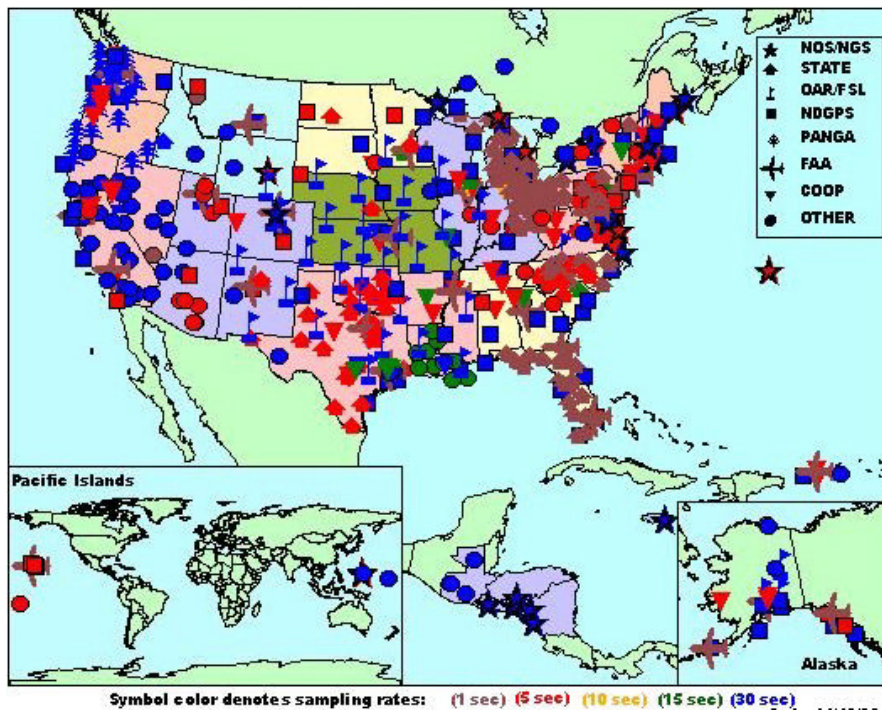 NOS/NGS
STATE
OAR/FSL
NDGPS
PANGA
FAA
COOP
OTHER
Pacific Islands
Alaska
Symbol color denotes sampling rates: (1 sec) (5 sec) (10 sec) (15 sec) (30 sec)